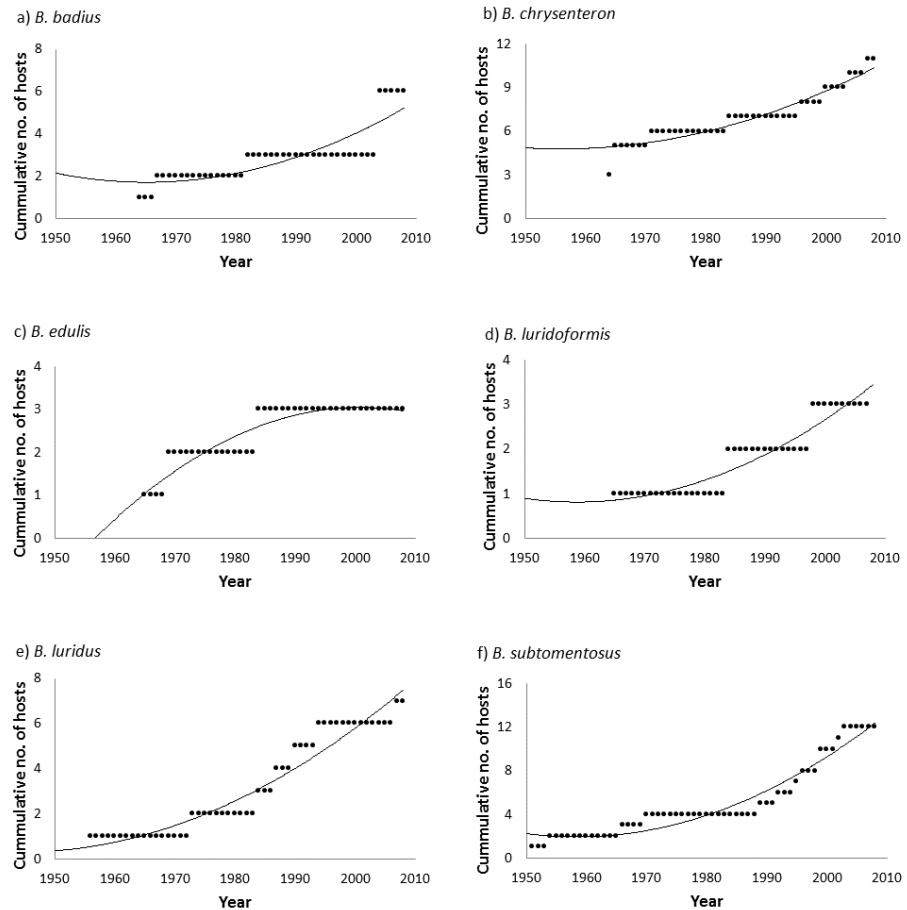 a) B. badius
Cummulative no. of hosts
8
6
4
2
0
1950 1960 1970 1980 1990 2000 2010
Year
b) B. chrysenteron
Cummulative no. of hosts
12
9
6
3
0
1950 1960 1970 1980 1990 2000 2010
Year
c) B. edulis
Cummulative no. of hosts
4
3
2
1
0
1950 1960 1970 1980 1990 2000 2010
Year
d) B. luridoformis
Cummulative no. of hosts
4
3
2
1
0
1950 1960 1970 1980 1990 2000 2010
Year
e) B. luridus
Cummulative no. of hosts
8
6
4
2
0
1950 1960 1970 1980 1990 2000 2010
Year
f) B. subtomentosus
Cummulative no. of hosts
16
12
8
4
0
1950 1960 1970 1980 1990 2000 2010
Year